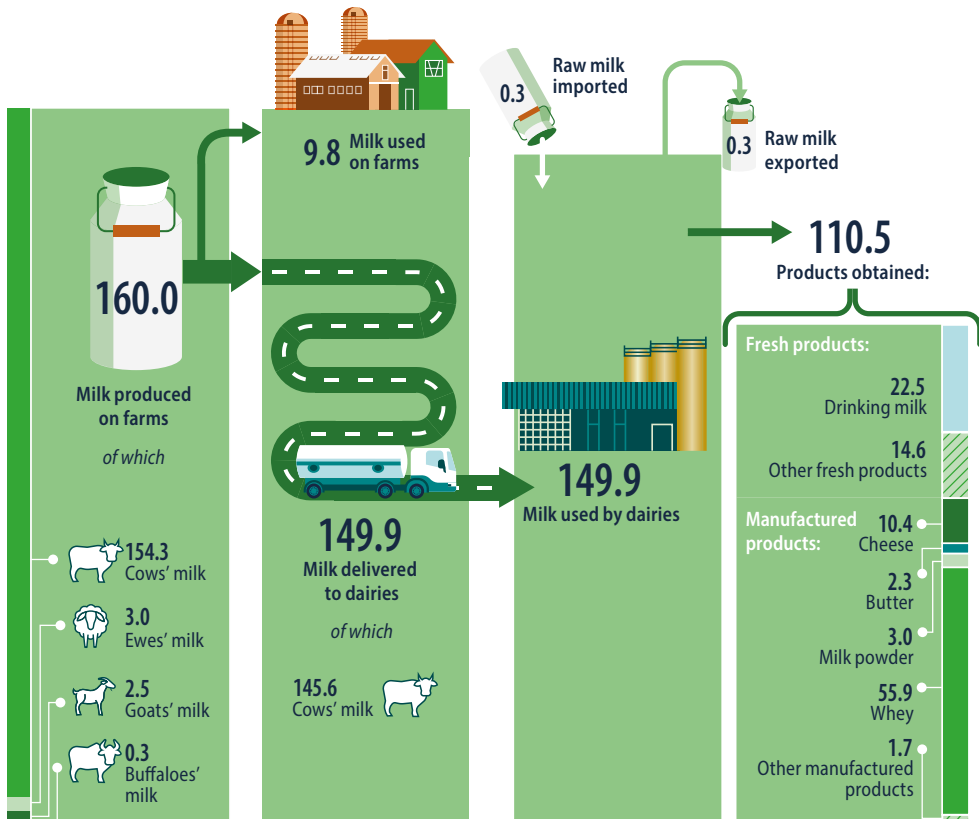 160.0
Milk produced
on farms
of which
154.3
Cows’ milk
3.0
Ewes’ milk
2.5
Goats’ milk
0.3
Buffaloes’
milk
9.8 Milk used
on farms
149.9
Milk delivered
to dairies
of which
145.6
Cows’ milk
0.3
Raw milk
imported
0.3
Raw milk
exported
149.9
Milk used by dairies
110.5
Products obtained:
Fresh products:
22.5
Drinking milk
14.6
Other fresh products
Manufactured
products:
10.4
Cheese
2.3
Butter
3.0
Milk powder
55.9
Whey
1.7
Other manufactured
products